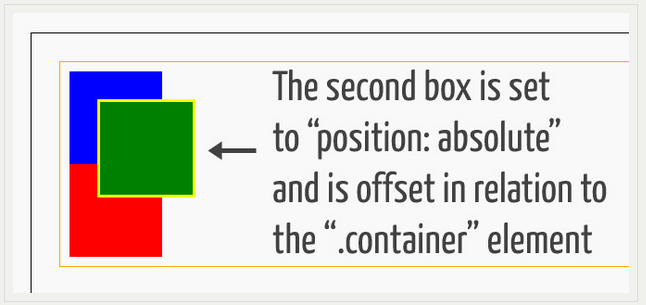 The second box is set
to “position: absolute”
and is offset in relation to
the “.container” element